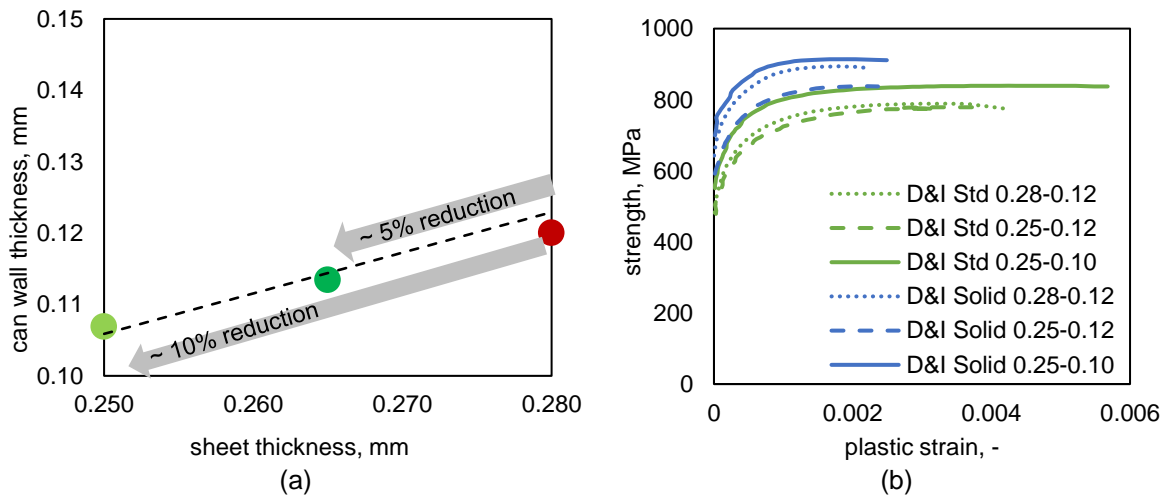 0.15
0.14
0.13
0.12
0.11
0.10
can wall thickness, mm
~ 5% reduction
~ 10% reduction
0.250
0.260
0.270
0.280
sheet thickness, mm
(a)
1000
800
600
400
200
0
strength, MPa
D&I Std 0.28-0.12
D&I Std 0.25-0.12
D&I Std 0.25-0.10
D&I Solid 0.28-0.12
D&I Solid 0.25-0.12
D&I Solid 0.25-0.10
0
0.002
0.004
0.006
plastic strain, -
(b)